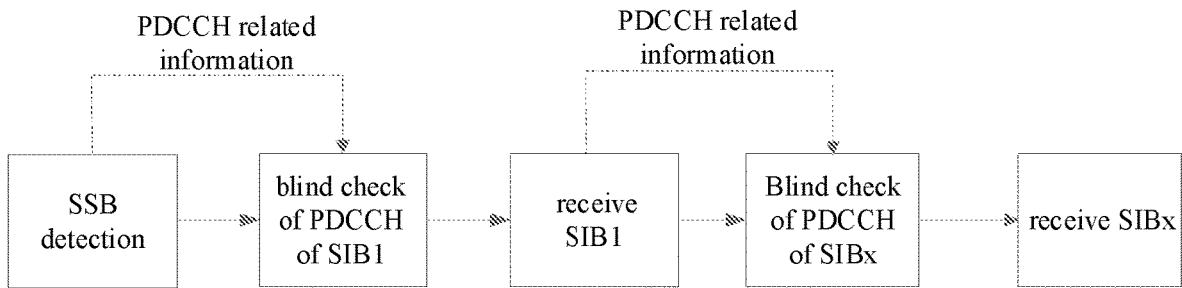 PDCCH related
information
PDCCH related
information
SSB
detection
blind check
of PDCCH
of SIB1
receive
SIB1
Blind check
of PDCCH
of SIBx
receive SIBx